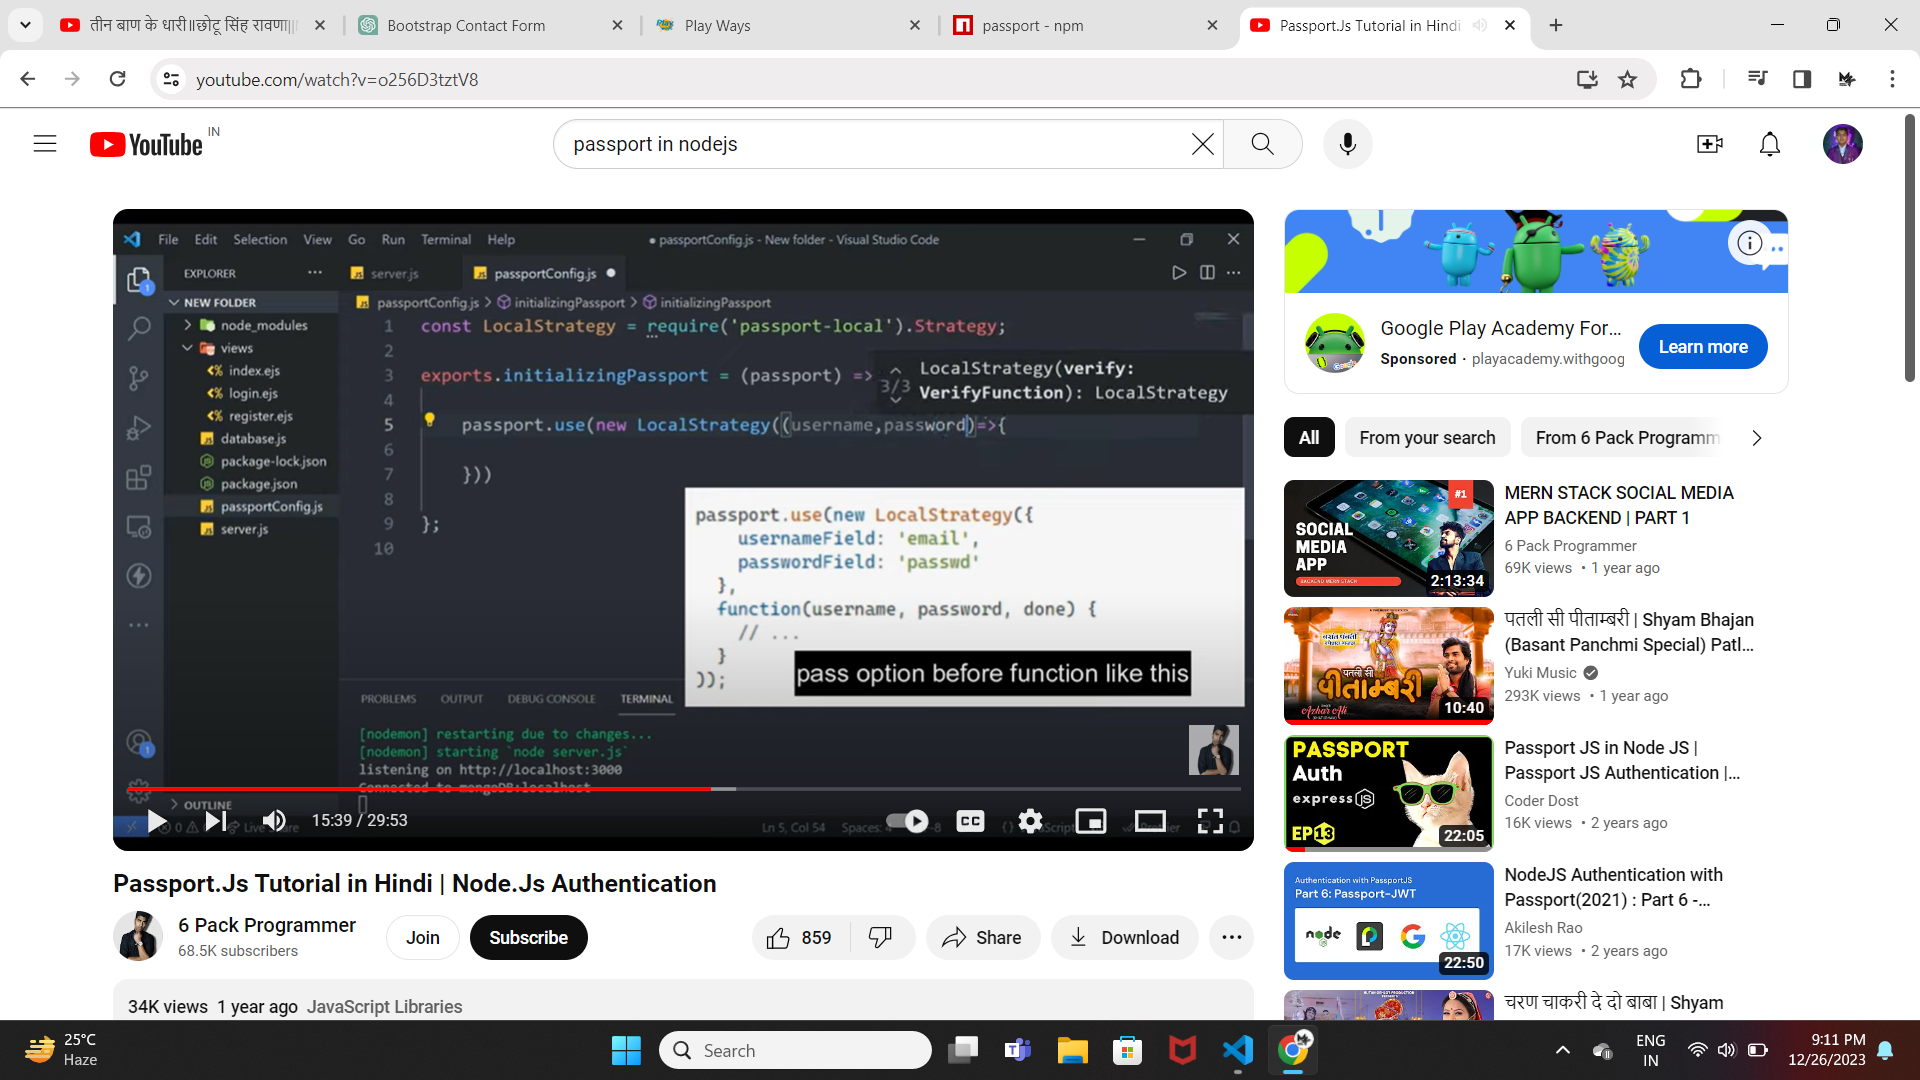 तीन बाण के धारी॥छोटू सिंह रावणा||
Bootstrap Contact Form
Play Ways
passport - npm
Passport.Js Tutorial in Hindi
youtube.com/watch?v=o256D3tztV8
YouTube IN
passport in nodejs
File Edit Selection View Go Run Terminal Help
● passportConfig.js - New folder - Visual Studio Code
EXPLORER
server.js
passportConfig.js
NEW FOLDER
passportConfig.js > initializingPassport > initializingPassport
node_modules
views
index.ejs
login.ejs
register.ejs
database.js
package-lock.json
package.json
passportConfig.js
server.js
1 const LocalStrategy = require('passport-local').Strategy;
2
3 exports.initializingPassport = (passport) =>
4
5 passport.use(new LocalStrategy((username,password)=>{
6
7 }))
8
9 };
10
3/3
LocalStrategy(verify:
VerifyFunction): LocalStrategy
passport.use(new LocalStrategy({
usernameField: 'email',
passwordField: 'passwd'
},
function(username, password, done) {
// ...
}
));
pass option before function like this
PROBLEMS OUTPUT DEBUG CONSOLE TERMINAL
[nodemon] restarting due to changes...
[nodemon] starting `node server.js`
listening on http://localhost:3000
Connected to mongoDB:localhost
OUTLINE
15:39 / 29:53
CC
Ln 5, Col 54
Passport.Js Tutorial in Hindi | Node.Js Authentication
6 Pack Programmer
68.5K subscribers
Join
Subscribe
859
Share
Download
34K views 1 year ago JavaScript Libraries
Google Play Academy For...
Sponsored · playacademy.withgoog
Learn more
All
From your search
From 6 Pack Programm
#1
SOCIAL
MEDIA
APP
BACKEND MERN STACK
2:13:34
MERN STACK SOCIAL MEDIA
APP BACKEND | PART 1
6 Pack Programmer
69K views • 1 year ago
पतली सी
पीताम्बरी
Azhar Ali
10:40
पतली सी पीताम्बरी | Shyam Bhajan
(Basant Panchmi Special) Patl...
Yuki Music
293K views • 1 year ago
PASSPORT
Auth
express JS
EP 13
22:05
Passport JS in Node JS |
Passport JS Authentication |...
Coder Dost
16K views • 2 years ago
Authentication with PassportJS
Part 6: Passport-JWT
node
22:50
NodeJS Authentication with
Passport(2021) : Part 6 -...
Akilesh Rao
17K views • 2 years ago
चरण चाकरी दे दो बाबा | Shyam
25°C
Haze
Search
ENG
IN
9:11 PM
12/26/2023